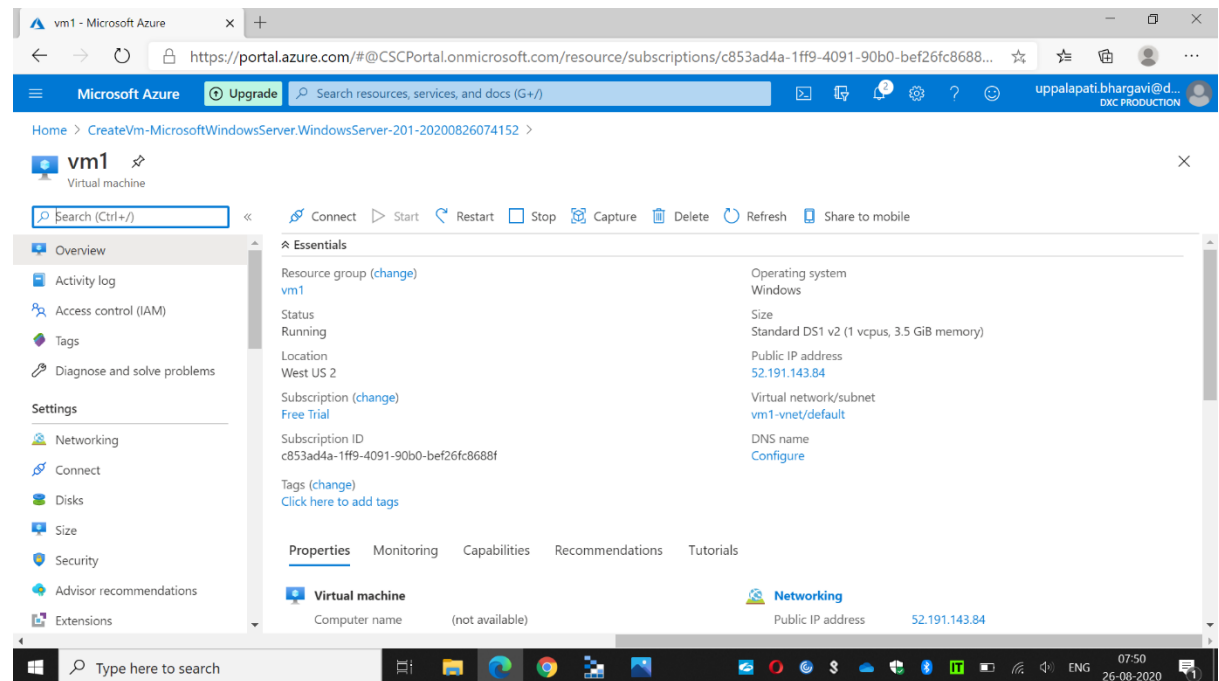 vm1 - Microsoft Azure
https://portal.azure.com/#@CSCPortal.onmicrosoft.com/resource/subscriptions/c853ad4a-1ff9-4091-90b0-bef26fc8688...
Microsoft Azure
Upgrade
Search resources, services, and docs (G+/)
2
uppalapati.bhargavi@d...
DXC PRODUCTION
Home > CreateVm-MicrosoftWindowsServer.WindowsServer-201-20200826074152 >
vm1
Virtual machine
Search (Ctrl+/)
«
Connect Start Restart Stop Capture Delete Refresh Share to mobile
Overview
Activity log
Access control (IAM)
Tags
Diagnose and solve problems
Settings
Networking
Connect
Disks
Size
Security
Advisor recommendations
Extensions
Essentials
Resource group (change)
vm1
Status
Running
Location
West US 2
Subscription (change)
Free Trial
Subscription ID
c853ad4a-1ff9-4091-90b0-bef26fc8688f
Tags (change)
Click here to add tags
Operating system
Windows
Size
Standard DS1 v2 (1 vcpus, 3.5 GiB memory)
Public IP address
52.191.143.84
Virtual network/subnet
vm1-vnet/default
DNS name
Configure
Properties Monitoring Capabilities Recommendations Tutorials
Virtual machine
Computer name (not available)
Networking
Public IP address 52.191.143.84
Type here to search
ENG
07:50
26-08-2020
1